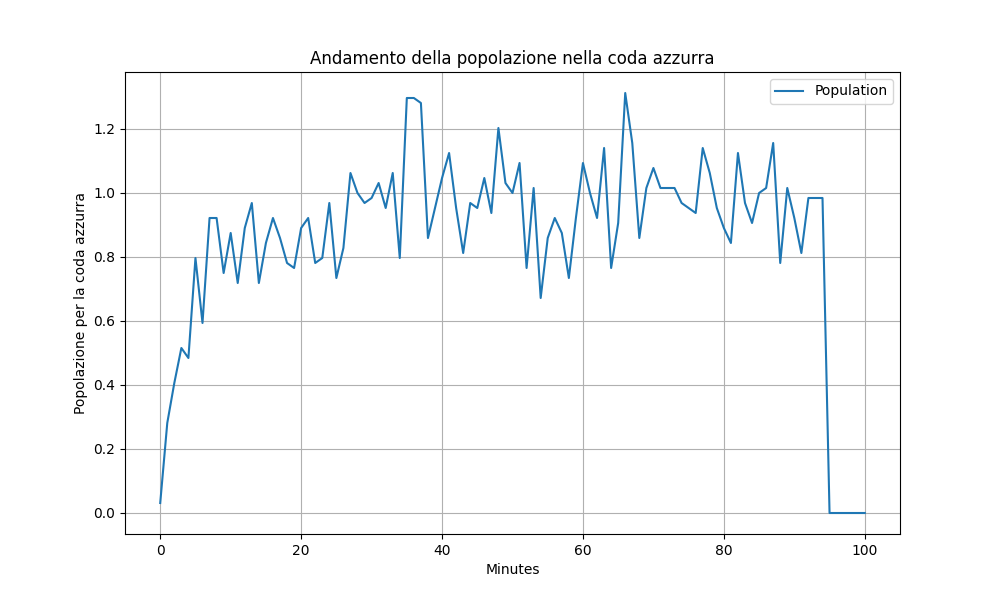 Andamento della popolazione nella coda azzurra
Population
Popolazione per la coda azzurra
1.2
1.0
0.8
0.6
0.4
0.2
0.0
0 20 40 60 80 100
Minutes